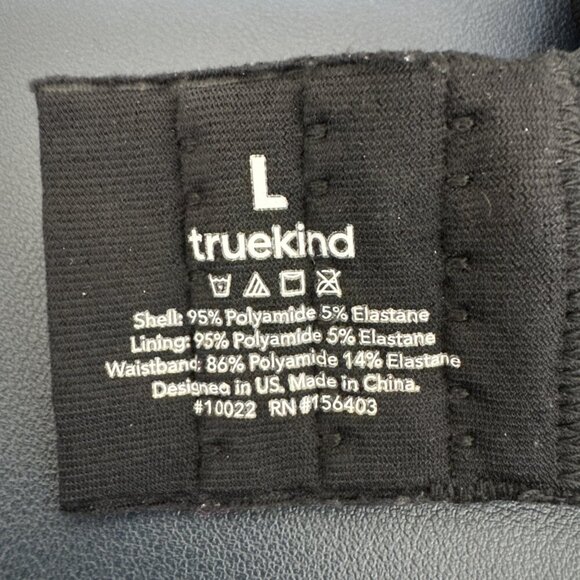 L
truekind
Shell: 95% Polyamide 5% Elastane
Lining: 95% Polyamide 5% Elastane
Waistband: 86% Polyamide 14% Elastane
Designed in US. Made in China.
#10022 RN #156403